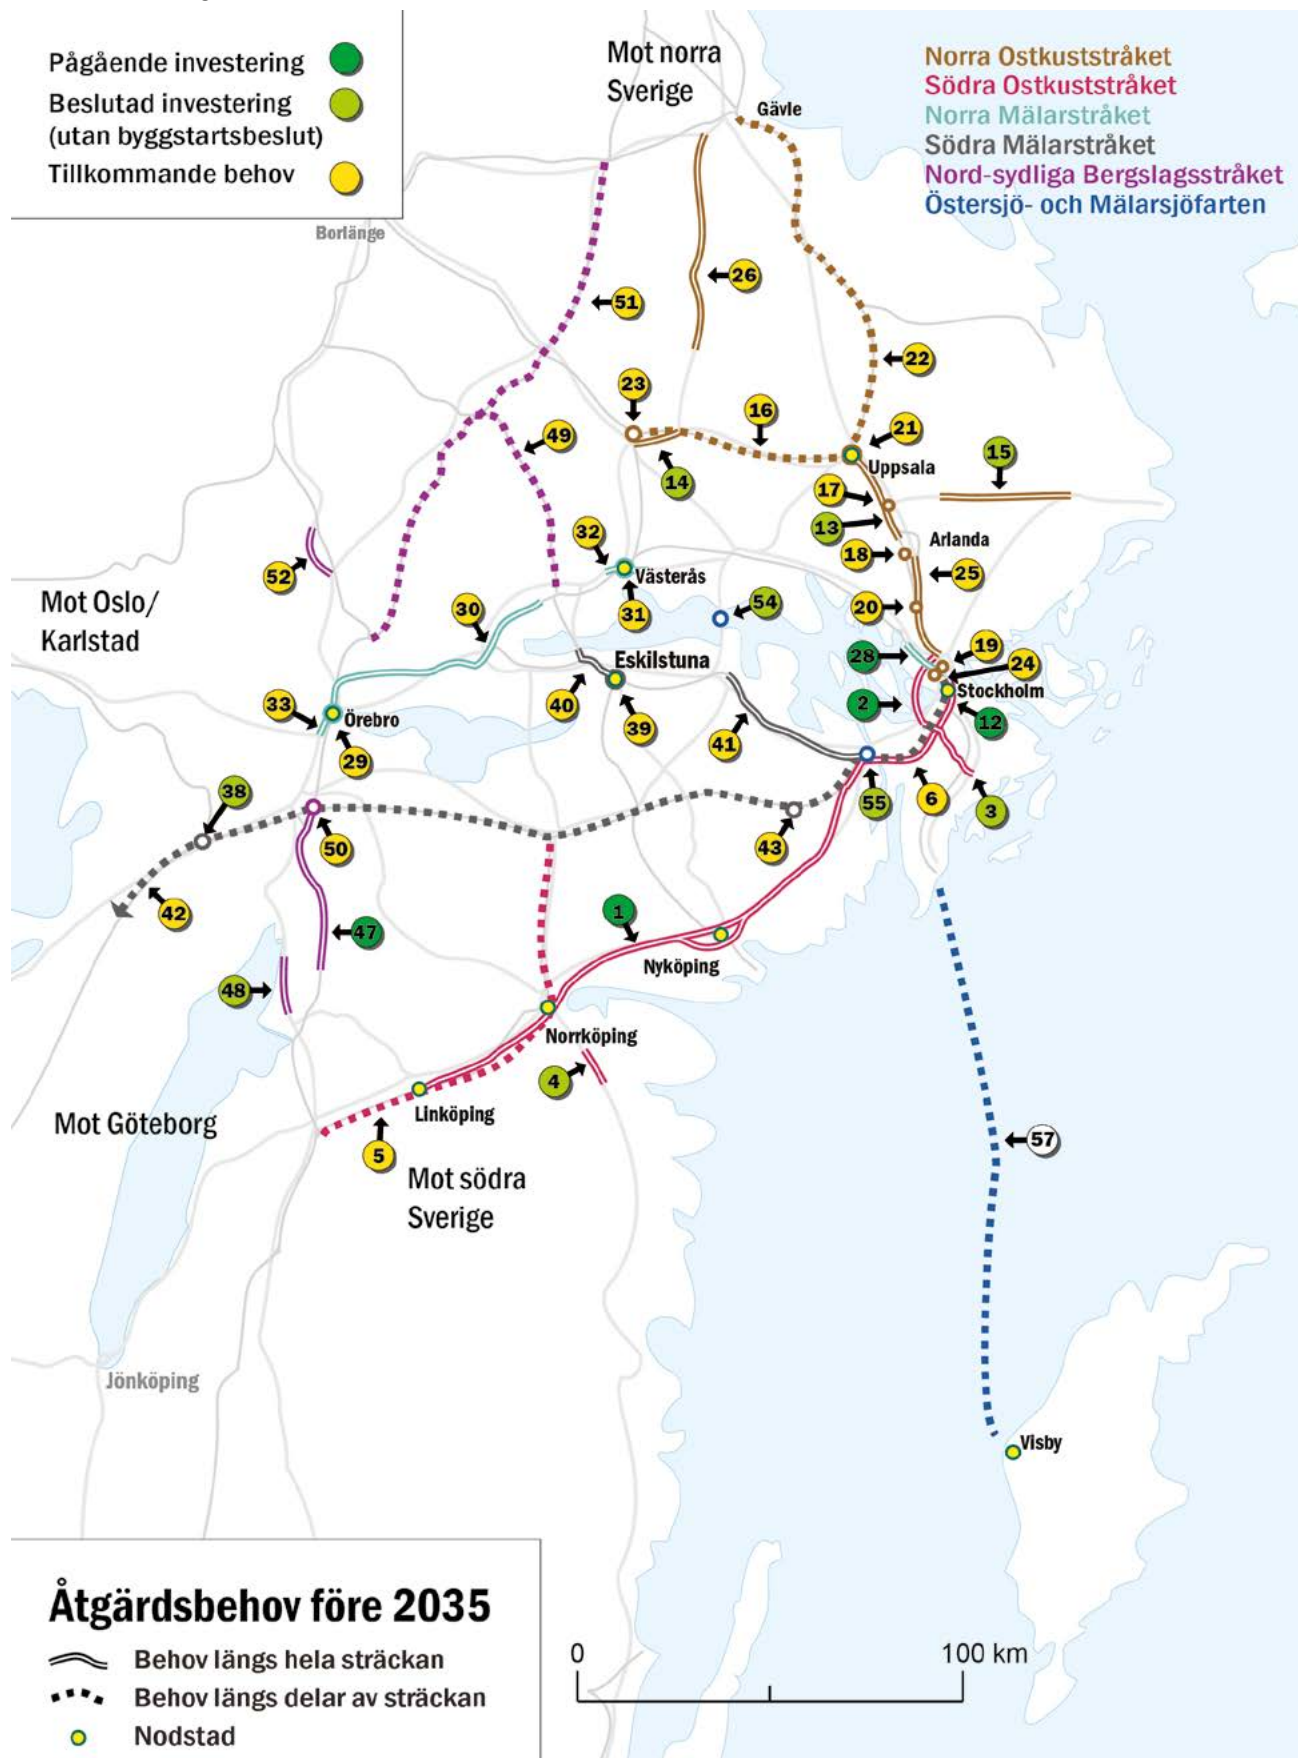 Pågående investering
Beslutad investering
(utan byggstartsbeslut)
Tillkommande behov
Mot norra
Sverige
Norra Ostkuststråket
Södra Ostkuststråket
Norra Mälarstråket
Södra Mälarstråket
Nord-sydliga Bergslagsstråket
Östersjö- och Mälarsjöfarten
Gävle
Borlänge
26
51
22
23
16
21
49
Uppsala
15
14
17
13
32
Arlanda
18
25
52
Västerås
Mot Oslo/
Karlstad
30
31
54
20
19
28
24
Eskilstuna
Stockholm
33
40
2
12
Örebro
39
41
29
38
55
6
3
50
43
42
1
47
Nyköping
48
Norrköping
4
Linköping
Mot Göteborg
57
5
Mot södra
Sverige
Jönköping
Visby
Åtgärdsbehov före 2035
Behov längs hela sträckan
Behov längs delar av sträckan
Nodstad
0
100 km